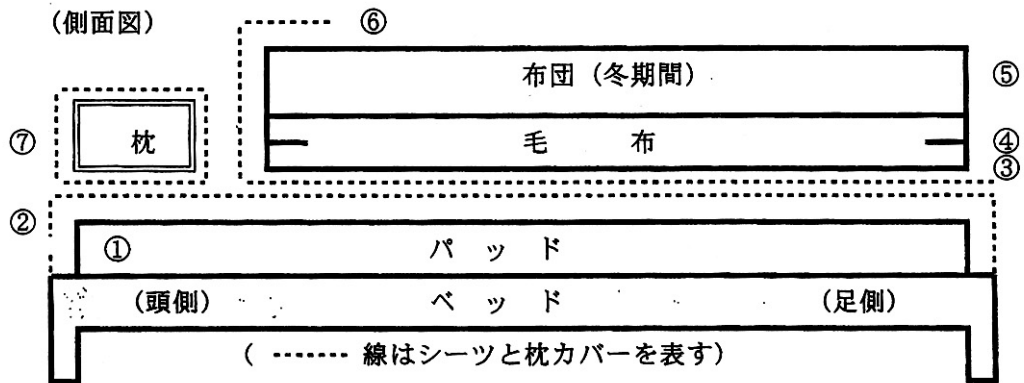 (側面図)
⑥
布団(冬期間)
⑤
⑦
枕
毛 布
④
③
②
①
パ ッ ド
(頭側)
ベ ッ ド
(足側)
( ------- 線はシーツと枕カバーを表す)